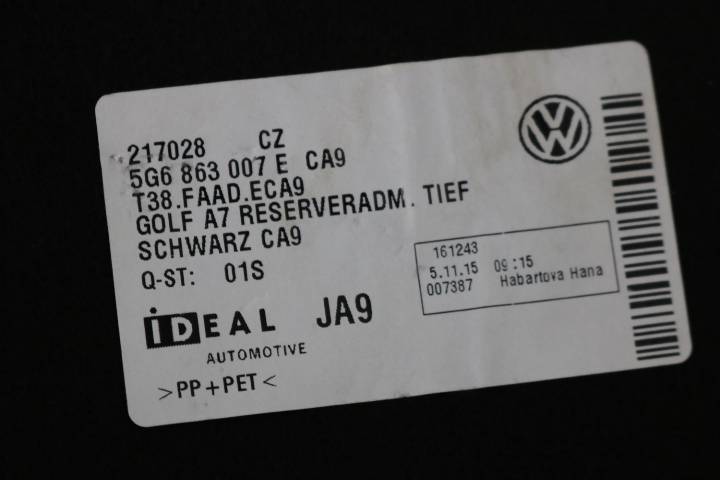 217028 CZ
5G6 863 007 E CA9
T38.FAAD.ECA9
GOLF A7 RESERVERADM. TIEF
SCHWARZ CA9
Q-ST: 01S
161243
5.11.15 09:15
007387 Habartova Hana
iDEAL JA9
AUTOMOTIVE
>PP+PET<